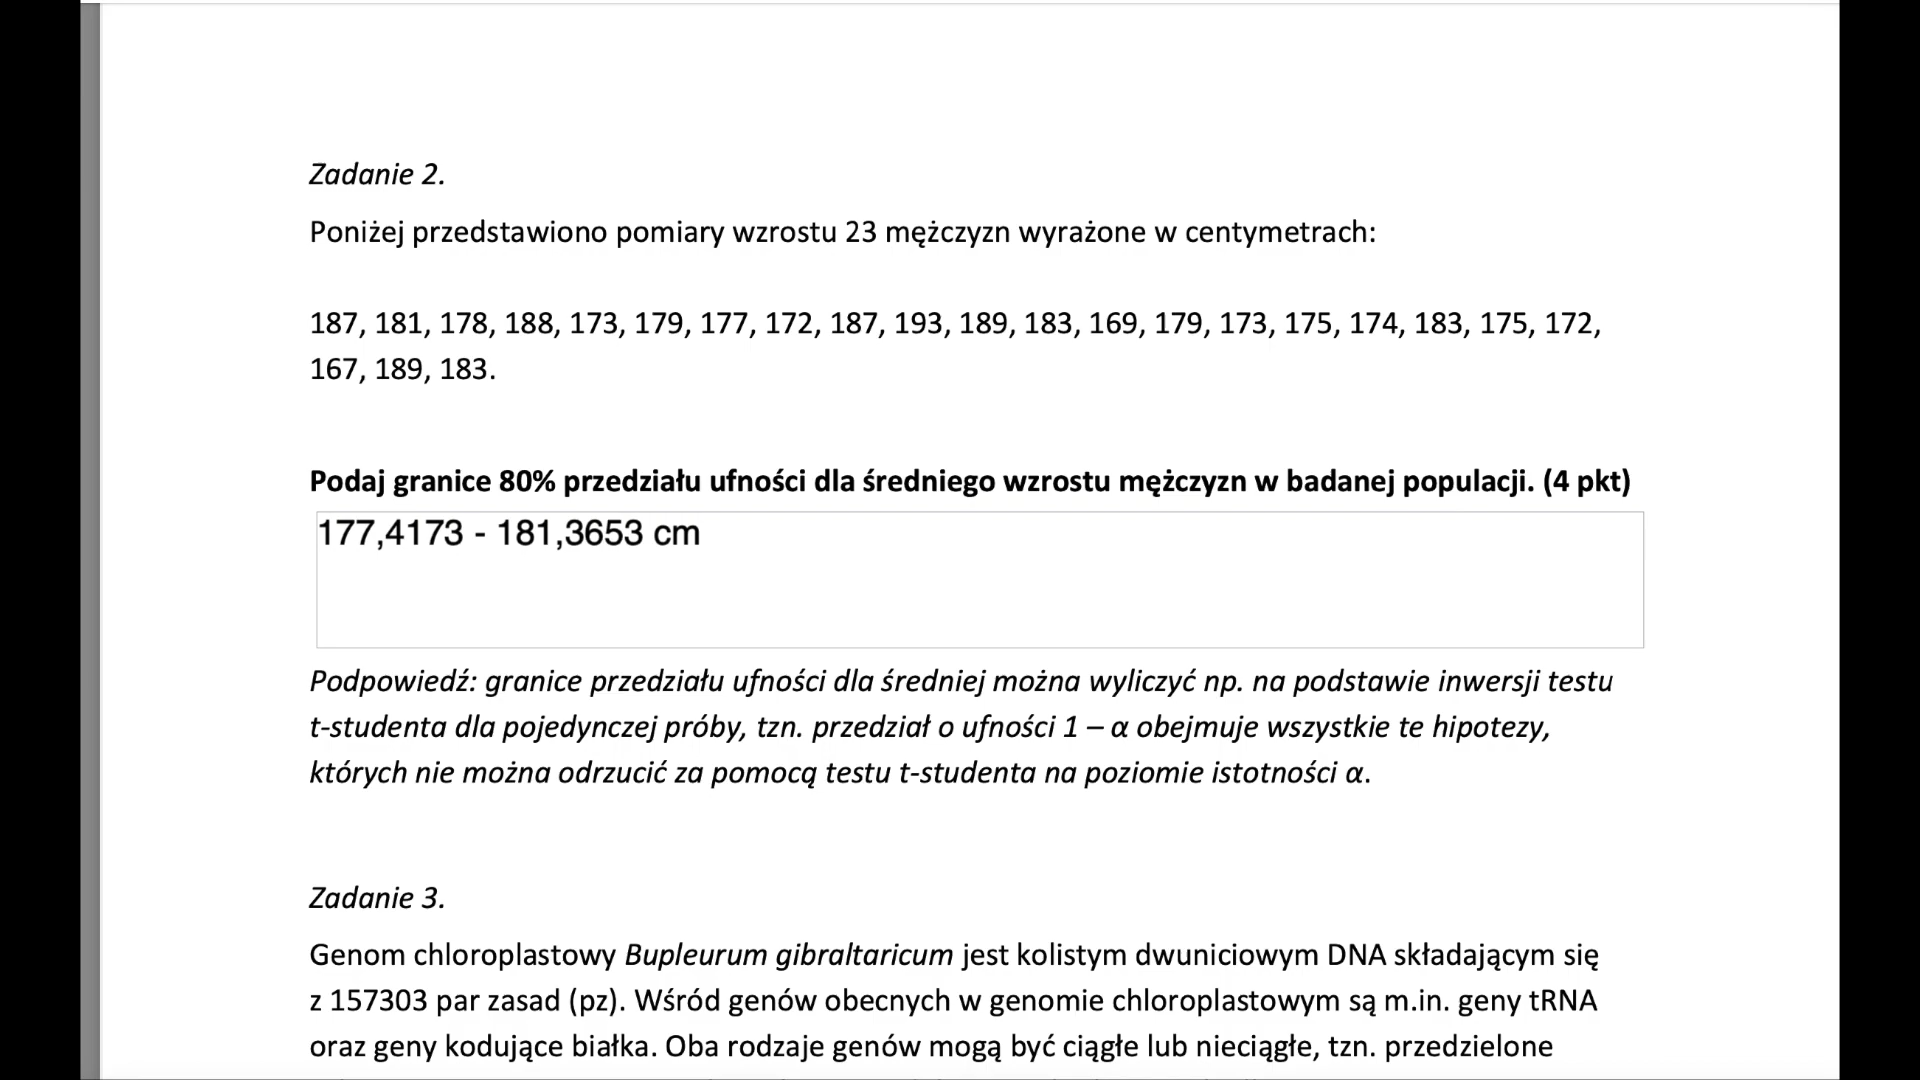 Zadanie 2.
Poniżej przedstawiono pomiary wzrostu 23 mężczyzn wyrażone w centymetrach:
187, 181, 178, 188, 173, 179, 177, 172, 187, 193, 189, 183, 169, 179, 173, 175, 174, 183, 175, 172,
167, 189, 183.
Podaj granice 80% przedziału ufności dla średniego wzrostu mężczyzn w badanej populacji. (4 pkt)
177,4173 - 181,3653 cm
Podpowiedź: granice przedziału ufności dla średniej można wyliczyć np. na podstawie inwersji testu
t-studenta dla pojedynczej próby, tzn. przedział o ufności 1 – α obejmuje wszystkie te hipotezy,
których nie można odrzucić za pomocą testu t-studenta na poziomie istotności α.
Zadanie 3.
Genom chloroplastowy Bupleurum gibraltaricum jest kolistym dwuniciowym DNA składającym się
z 157303 par zasad (pz). Wśród genów obecnych w genomie chloroplastowym są m.in. geny tRNA
oraz geny kodujące białka. Oba rodzaje genów mogą być ciągłe lub nieciągłe, tzn. przedzielone